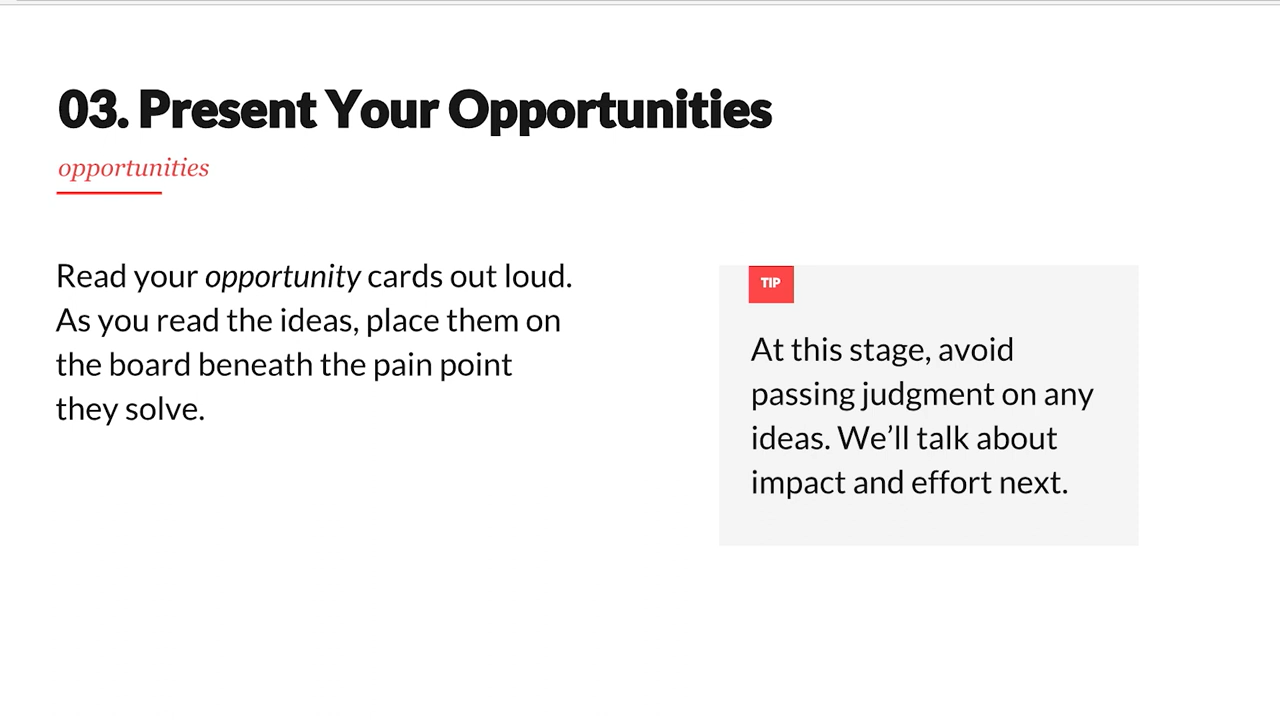 03. Present Your Opportunities
opportunities
Read your opportunity cards out loud.
As you read the ideas, place them on
the board beneath the pain point
they solve.
TIP
At this stage, avoid
passing judgment on any
ideas. We’ll talk about
impact and effort next.